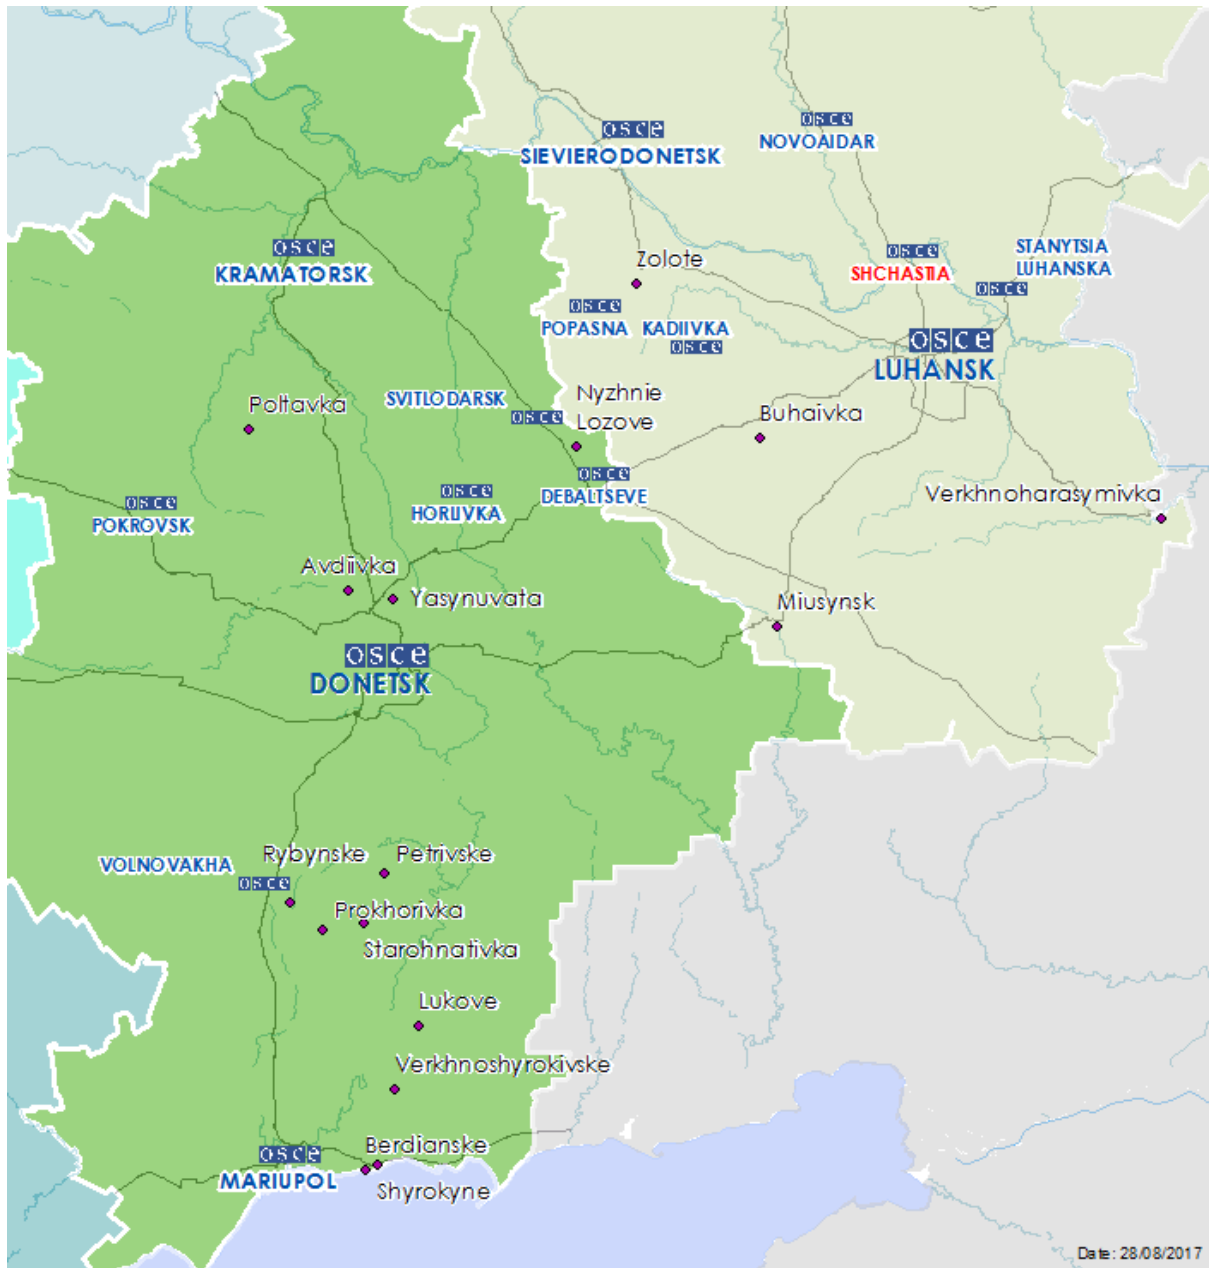 osce
NOVOAIDAR
osce
SIEVIERODONETSK
osce
KRAMATORSK
Zolote
osce
SHCHASTIA
STANYTSIA
LUHANSKA
osce
osce
POPASNA
KADIIVKA
osce
osce
LUHANSK
Poltavka
SVITLODARSK
osce
Nyzhnie
Lozove
Buhaivka
osce
DEBALTSEVE
osce
HORLIVKA
osce
POKROVSK
Verkhnoharasymivka
Avdiivka
Yasynuvata
Miusynsk
osce
DONETSK
VOLNOVAKHA
osce
Rybynske
Petrivske
Prokhorivka
Starohnativka
Lukove
Verkhnoshyrokivske
osce
MARIUPOL
Berdianske
Shyrokyne
Date: 28/08/2017